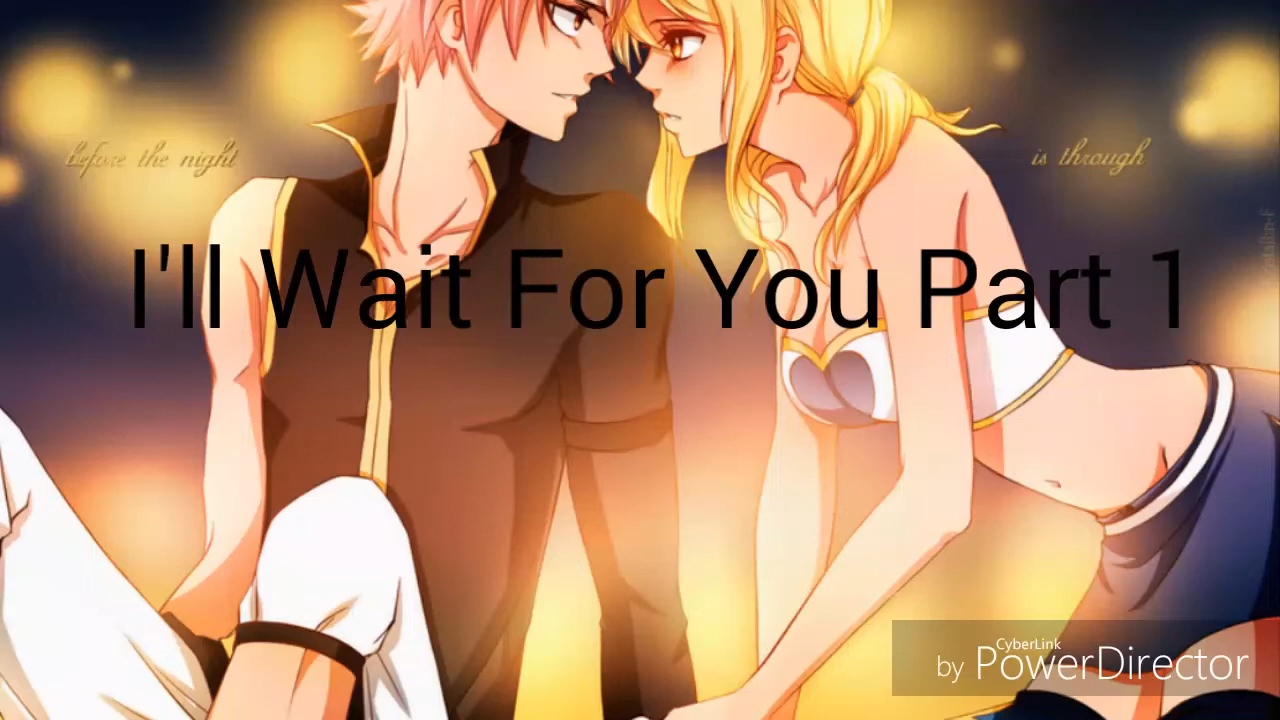 before the night
is through
I'll Wait For You Part 1
CyberLink
by PowerDirector